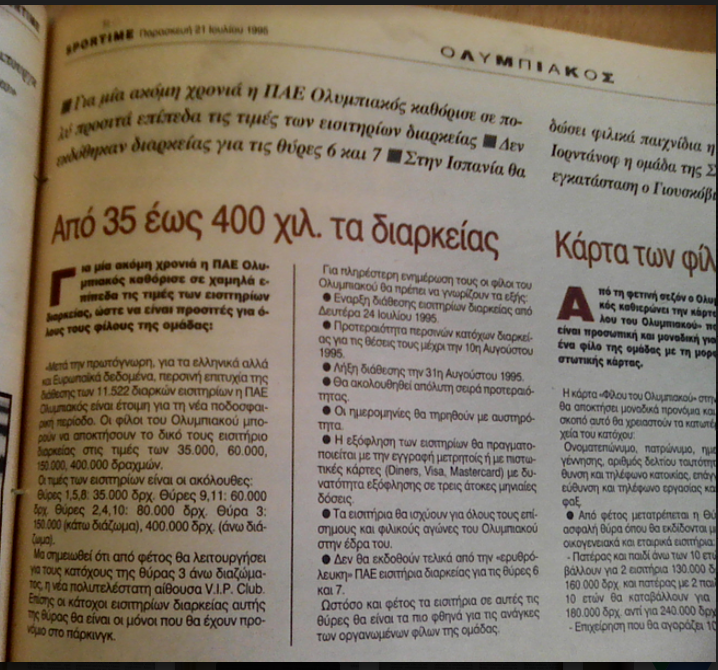 SPORTIME Παρασκευή 21 Ιουλίου 1995
ΟΛΥΜΠΙΑΚΟΣ
■ Για μία ακόμη χρονιά η ΠΑΕ Ολυμπιακός καθόρισε σε πο-
λύ προσιτά επίπεδα τις τιμές των εισιτηρίων διαρκείας ■ Δεν
εκδόθηκαν διαρκείας για τις θύρες 6 και 7 ■ Στην Ισπανία θα
δώσει φιλικά παιχνίδια η
Ιορντάνοφ η ομάδα της Σ
εγκατάσταση ο Γιουσκόβι
Από 35 έως 400 χιλ. τα διαρκείας
Για μία ακόμη χρονιά η ΠΑΕ Ολυ-
μπιακός καθόρισε σε χαμηλά ε-
πίπεδα τις τιμές των εισιτηρίων
διαρκείας, ώστε να είναι προσιτές για ό-
λους τους φίλους της ομάδας:
«Μετά την πρωτόγνωρη, για τα ελληνικά αλλά
και Ευρωπαϊκά δεδομένα, περσινή επιτυχία της
διάθεσης των 11.522 διαρκών εισιτηρίων η ΠΑΕ
Ολυμπιακός είναι έτοιμη για τη νέα ποδοσφαι-
ρική περίοδο. Οι φίλοι του Ολυμπιακού μπο-
ρούν να αποκτήσουν το δικό τους εισιτήριο
διαρκείας στις τιμές των 35.000, 60.000,
150.000, 400.000 δραχμών.
Οι τιμές των εισιτηρίων είναι οι ακόλουθες:
θύρες 1,5,8: 35.000 δρχ. Θύρες 9,11: 60.000
δρχ. θύρες 2,4,10: 80.000 δρχ. Θύρα 3:
150.000 (κάτω διάζωμα), 400.000 δρχ. (άνω διά-
ζωμα).
Μα σημειωθεί ότι από φέτος θα λειτουργήσει
για τους κατόχους της θύρας 3 άνω διαζώμα-
τος, η νέα πολυτελέστατη αίθουσα V.I.P. Club.
Επίσης οι κάτοχοι εισιτηρίων διαρκείας αυτής
της θύρας θα είναι οι μόνοι που θα έχουν προ-
νόμιο στο πάρκινγκ.
Για πληρέστερη ενημέρωση τους οι φίλοι του
Ολυμπιακού θα πρέπει να γνωρίζουν τα εξής:
● Εναρξη διάθεσης εισιτηρίων διαρκείας από
Δευτέρα 24 Ιουλίου 1995.
● Προτεραιότητα περσινών κατόχων διαρκεί-
ας για τις θέσεις τους μέχρι την 10η Αυγούστου
1995.
● Λήξη διάθεσης την 31η Αυγούστου 1995.
● Θα ακολουθηθεί απόλυτη σειρά προτεραιό-
τητας.
● Οι ημερομηνίες θα τηρηθούν με αυστηρό-
τητα.
● Η εξόφληση των εισιτηρίων θα πραγματο-
ποιείται με την εγγραφή μετρητοίς ή με πιστω-
τικές κάρτες (Diners, Visa, Mastercard) με δυ-
νατότητα εξόφλησης σε τρεις άτοκες μηνιαίες
δόσεις.
● Τα εισιτήρια θα ισχύουν για όλους τους επί-
σημους και φιλικούς αγώνες του Ολυμπιακού
στην έδρα του.
● Δεν θα εκδοθούν τελικά από την «ερυθρό-
λευκη» ΠΑΕ εισιτήρια διαρκείας για τις θύρες 6
και 7.
Ωστόσο και φέτος τα εισιτήρια σε αυτές τις
θύρες θα είναι τα πιο φθηνά για τις ανάγκες
των οργανωμένων φίλων της ομάδας.
Κάρτα των φίλ
Από τη φετινή σεζόν ο Ολυμ
κός καθιερώνει την κάρτα
λου του Ολυμπιακού» πο
είναι προσωπική και μοναδική για
ένα φίλο της ομάδας με τη μορφ
στωτικής κάρτας.
Η κάρτα «Φίλου του Ολυμπιακού» στην
θα αποκτήσει μοναδικά προνόμια και
σκοπό αυτό θα χρειαστούν τα κατωτέ
χεία του κατόχου:
Ονοματεπώνυμο, πατρώνυμο, ημε
γέννησης, αριθμός δελτίου ταυτότητ
θυνση και τηλέφωνο κατοικίας, επάγγ
εύθυνση και τηλέφωνο εργασίας και
φαξ.
● Από φέτος μετατρέπεται η Θύ
ασφαλή θύρα όπου θα εκδίδονται μ
οικογενειακά και εταιρικά εισιτήρια:
- Πατέρας και παιδί άνω των 10 ετώ
βάλλουν για 2 εισιτήρια 130.000 δ
160.000 δρχ. και πατέρας με 2 παιδ
10 ετών θα καταβάλλουν για
180.000 δρχ. αντί για 240.000 δρχ.
- Επιχείρηση που θα αγοράζει 10